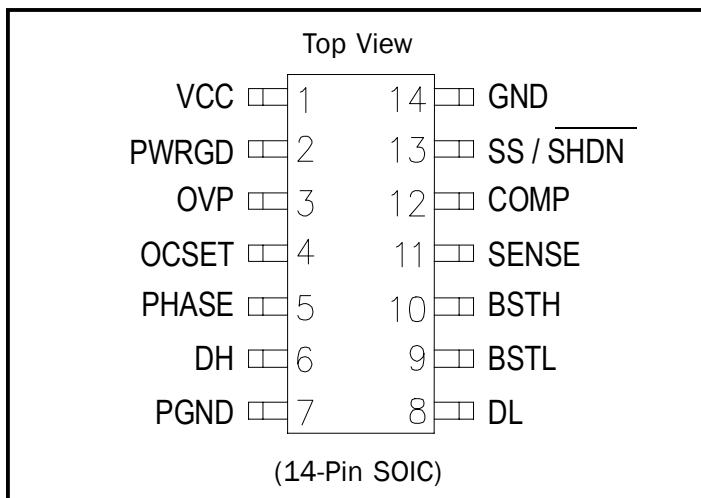 Top View
VCC 1 14 GND
PWRGD 2 13 SS / SHDN
OVP 3 12 COMP
OCSET 4 11 SENSE
PHASE 5 10 BSTH
DH 6 9 BSTL
PGND 7 8 DL
(14-Pin SOIC)